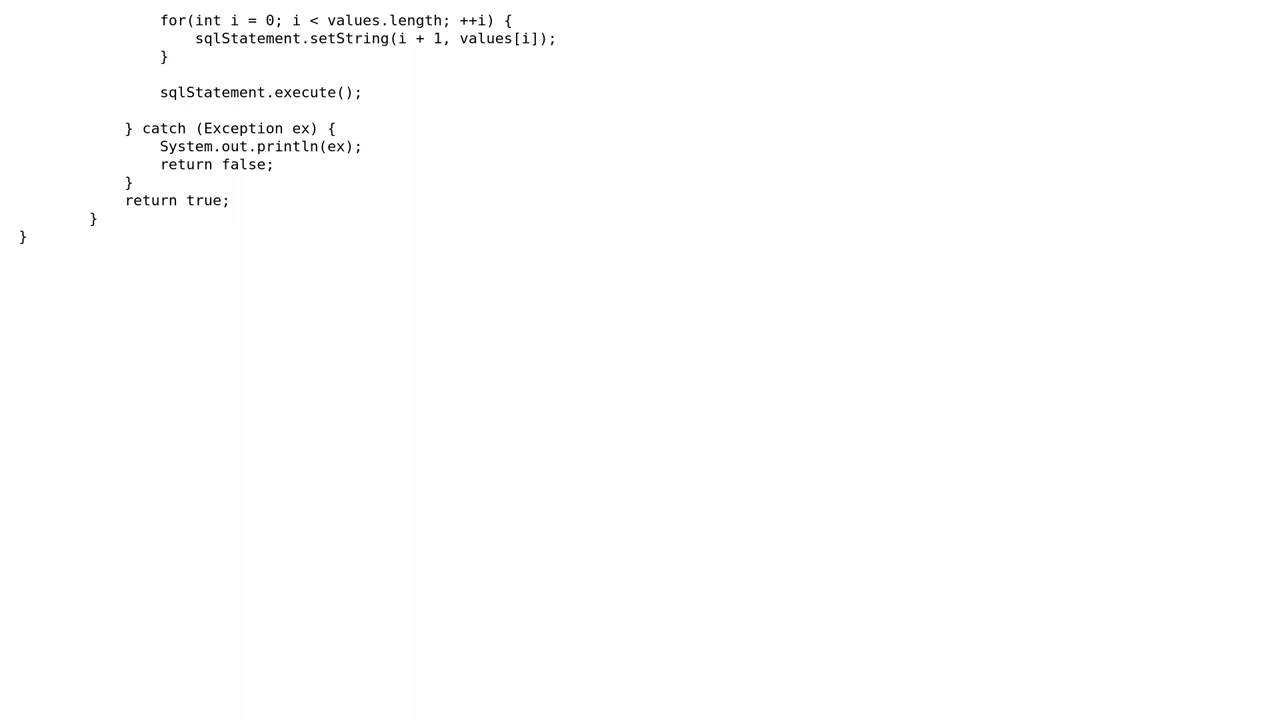 for(int i = 0; i < values.length; ++i) {
                    sqlStatement.setString(i + 1, values[i]);
                }

                sqlStatement.execute();

            } catch (Exception ex) {
                System.out.println(ex);
                return false;
            }
            return true;
        }
}